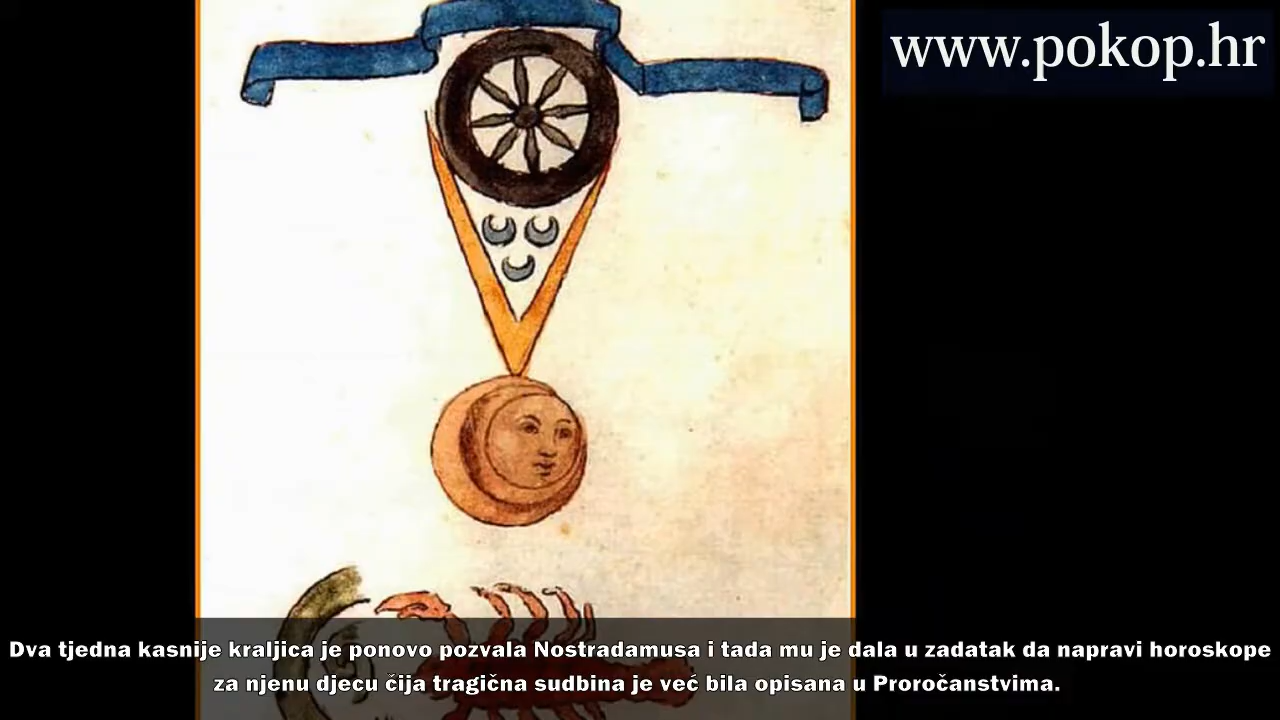 www.pokop.hr
Dva tjedna kasnije kraljica je ponovo pozvala Nostradamusa i tada mu je dala u zadatak da napravi horoskope
za njenu djecu čija tragična sudbina je već bila opisana u Proročanstvima.